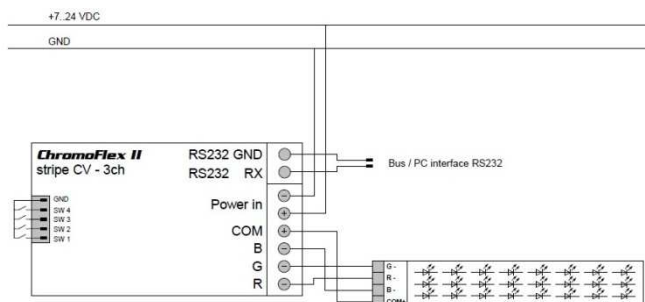 +7..24 VDC
GND
ChromoFlex II
stripe CV - 3ch
RS232 GND
RS232 RX
Bus / PC interface RS232
Power in
GND
SW 4
SW 3
SW 2
SW 1
COM
B
G
R
G -
R -
B -
COM+